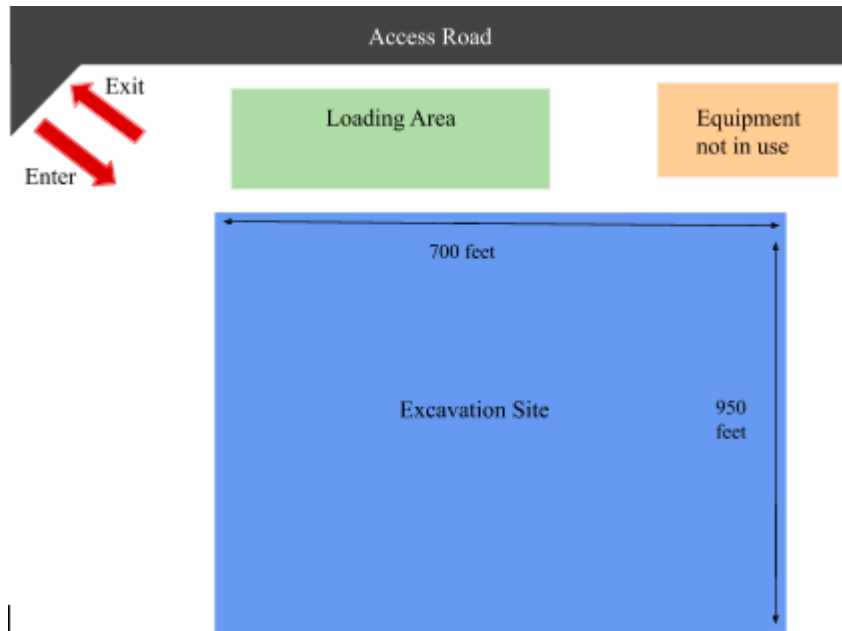 Access Road
Exit
Enter
Loading Area
Equipment
not in use
700 feet
Excavation Site
950
feet